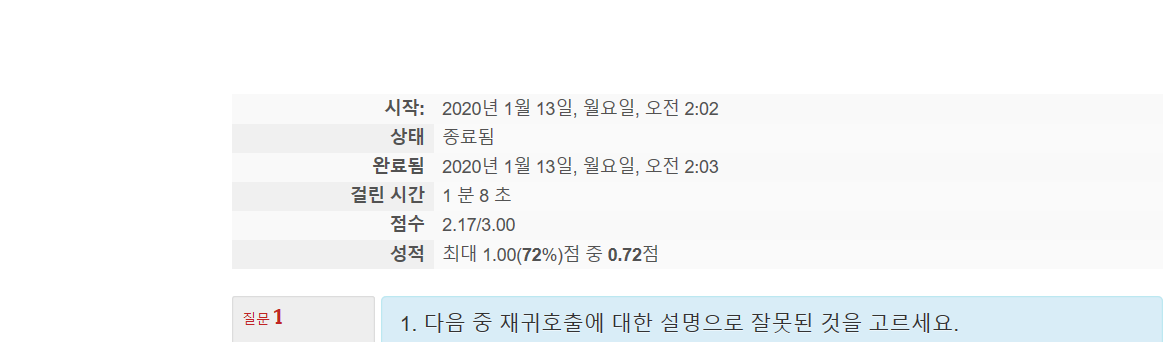 시작: 2020년 1월 13일, 월요일, 오전 2:02
상태 종료됨
완료됨 2020년 1월 13일, 월요일, 오전 2:03
걸린 시간 1 분 8 초
점수 2.17/3.00
성적 최대 1.00(72%)점 중 0.72점
질문 1
1. 다음 중 재귀호출에 대한 설명으로 잘못된 것을 고르세요.